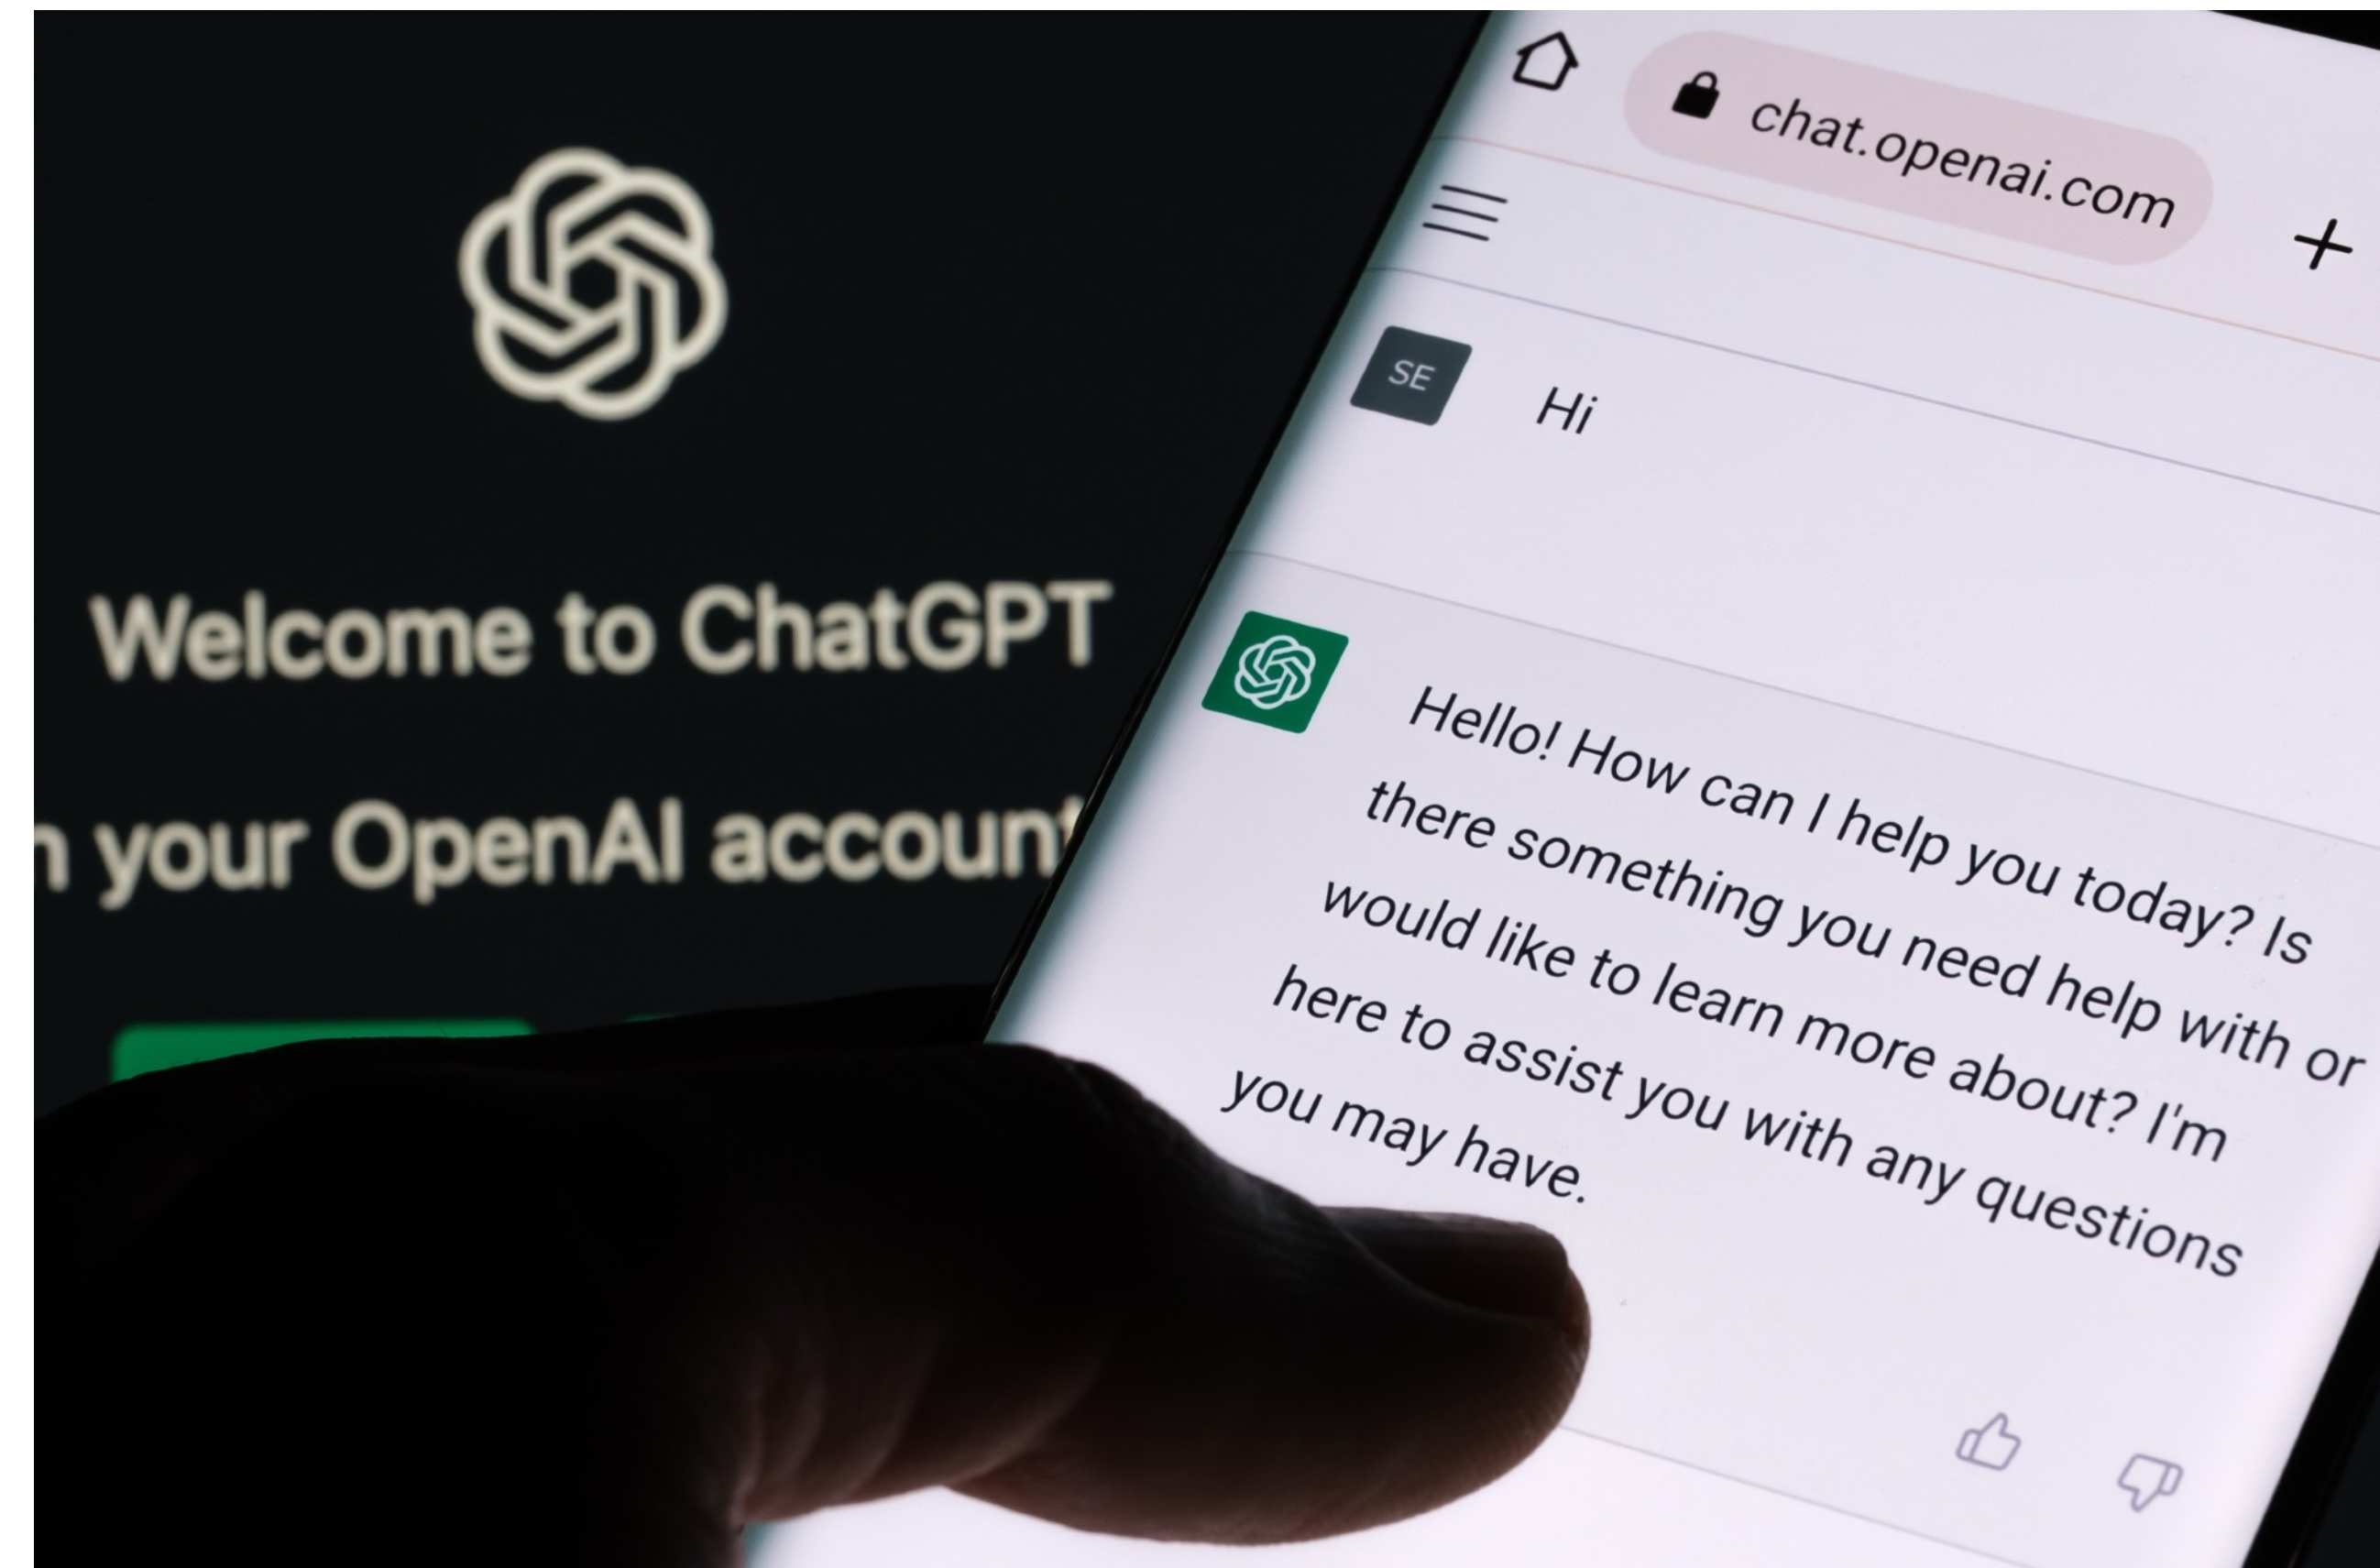 Welcome to ChatGPT
your OpenAI account
chat.openai.com
SE
Hi
Hello! How can I help you today? Is
there something you need help with or
would like to learn more about? I'm
here to assist you with any questions
you may have.